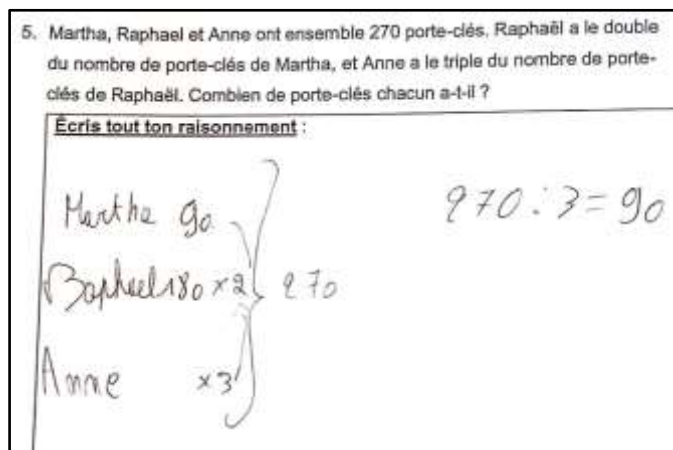 5. Martha, Raphael et Anne ont ensemble 270 porte-clés. Raphaël a le double
du nombre de porte-clés de Martha, et Anne a le triple du nombre de porte-
clés de Raphaël. Combien de porte-clés chacun a-t-il ?
Écris tout ton raisonnement :
Martha 90
270 : 3 = 90
Raphael 180 x2
270
Anne x3